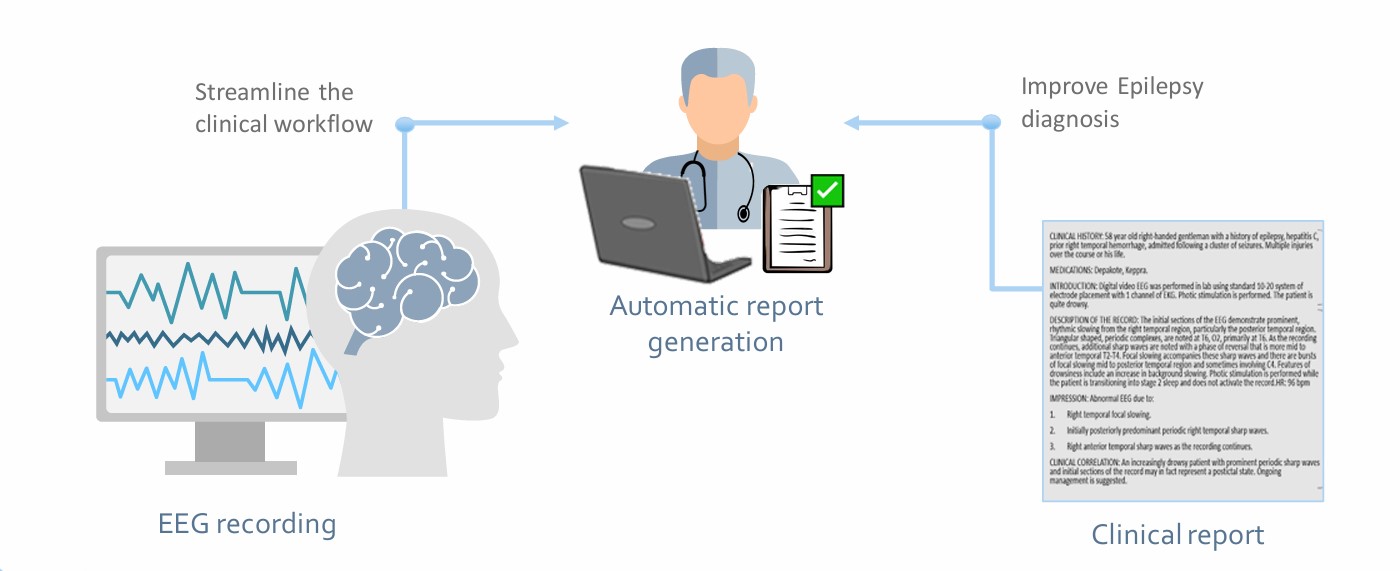 Streamline the
clinical workflow
Improve Epilepsy
diagnosis
Automatic report
generation
EEG recording
CLINICAL HISTORY: 58 year old right-handed gentleman with a history of epilepsy, hepatitis C,
prior right temporal hemorrhage, admitted following a cluster of seizures. Multiple injuries
over the course or his life.
MEDICATIONS: Depakote, Keppra.
INTRODUCTION: Digital video EEG was performed in lab using standard 10-20 system of
electrode placement with 1 channel of EKG. Photic stimulation is performed. The patient is
quite drowsy.
DESCRIPTION OF THE RECORD: The initial sections of the EEG demonstrate prominent,
rhythmic slowing from the right temporal region, particularly the posterior temporal region.
Triangular shaped, periodic complexes, are noted at T6, O2, primarily at T6. As the recording
continues, additional sharp waves are noted with a phase of reversal that is more mid to
anterior temporal T2-T4. Focal slowing accompanies these sharp waves and there are bursts
of focal slowing mid to posterior temporal region and sometimes involving C4. Features of
drowsiness include an increase in background slowing. Photic stimulation is performed while
the patient is transitioning into stage 2 sleep and does not activate the record.HR: 96 bpm
IMPRESSION: Abnormal EEG due to:
1. Right temporal focal slowing.
2. Initially posteriorly predominant periodic right temporal sharp waves.
3. Right anterior temporal sharp waves as the recording continues.
CLINICAL CORRELATION: An increasingly drowsy patient with prominent periodic sharp waves
and initial sections of the record may in fact represent a postictal state. Ongoing
management is suggested.
Clinical report